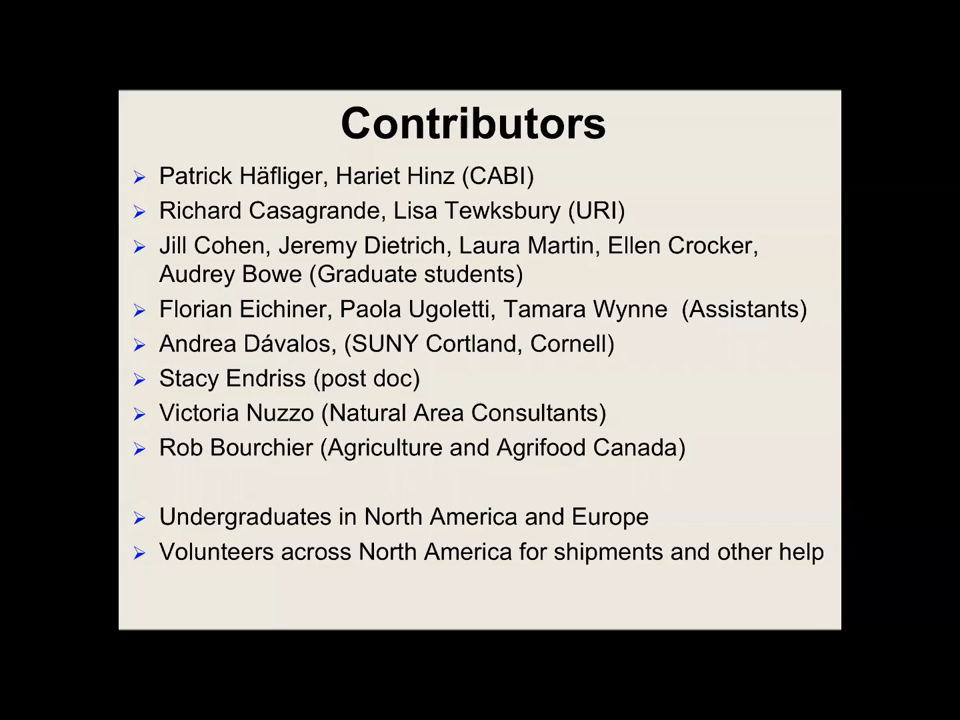 Contributors
Patrick Häfliger, Hariet Hinz (CABI)
Richard Casagrande, Lisa Tewksbury (URI)
Jill Cohen, Jeremy Dietrich, Laura Martin, Ellen Crocker,
Audrey Bowe (Graduate students)
Florian Eichiner, Paola Ugoletti, Tamara Wynne (Assistants)
Andrea Dávalos, (SUNY Cortland, Cornell)
Stacy Endriss (post doc)
Victoria Nuzzo (Natural Area Consultants)
Rob Bourchier (Agriculture and Agrifood Canada)
Undergraduates in North America and Europe
Volunteers across North America for shipments and other help